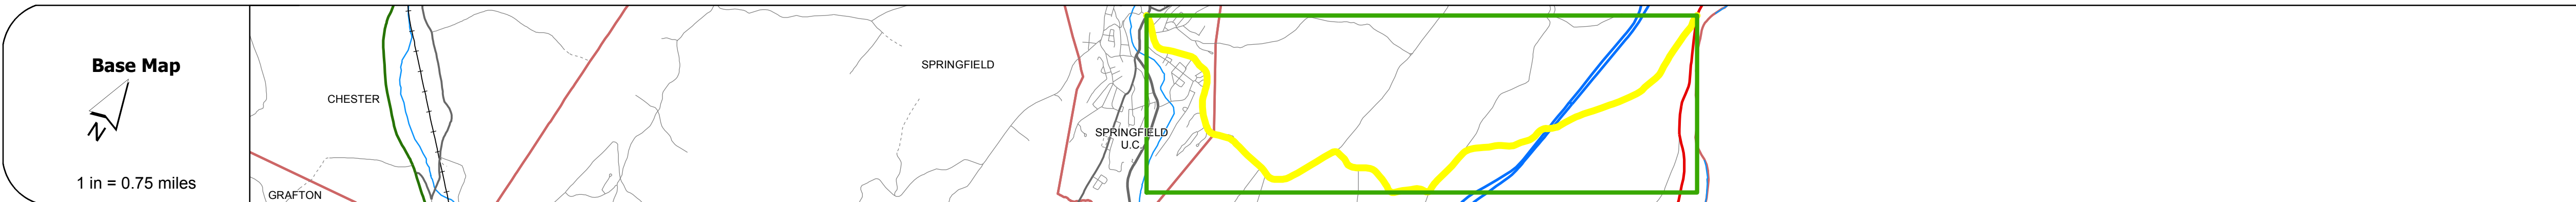 Base Map
N
1 in = 0.75 miles
CHESTER
GRAFTON
SPRINGFIELD
SPRINGFIELD
U.C.